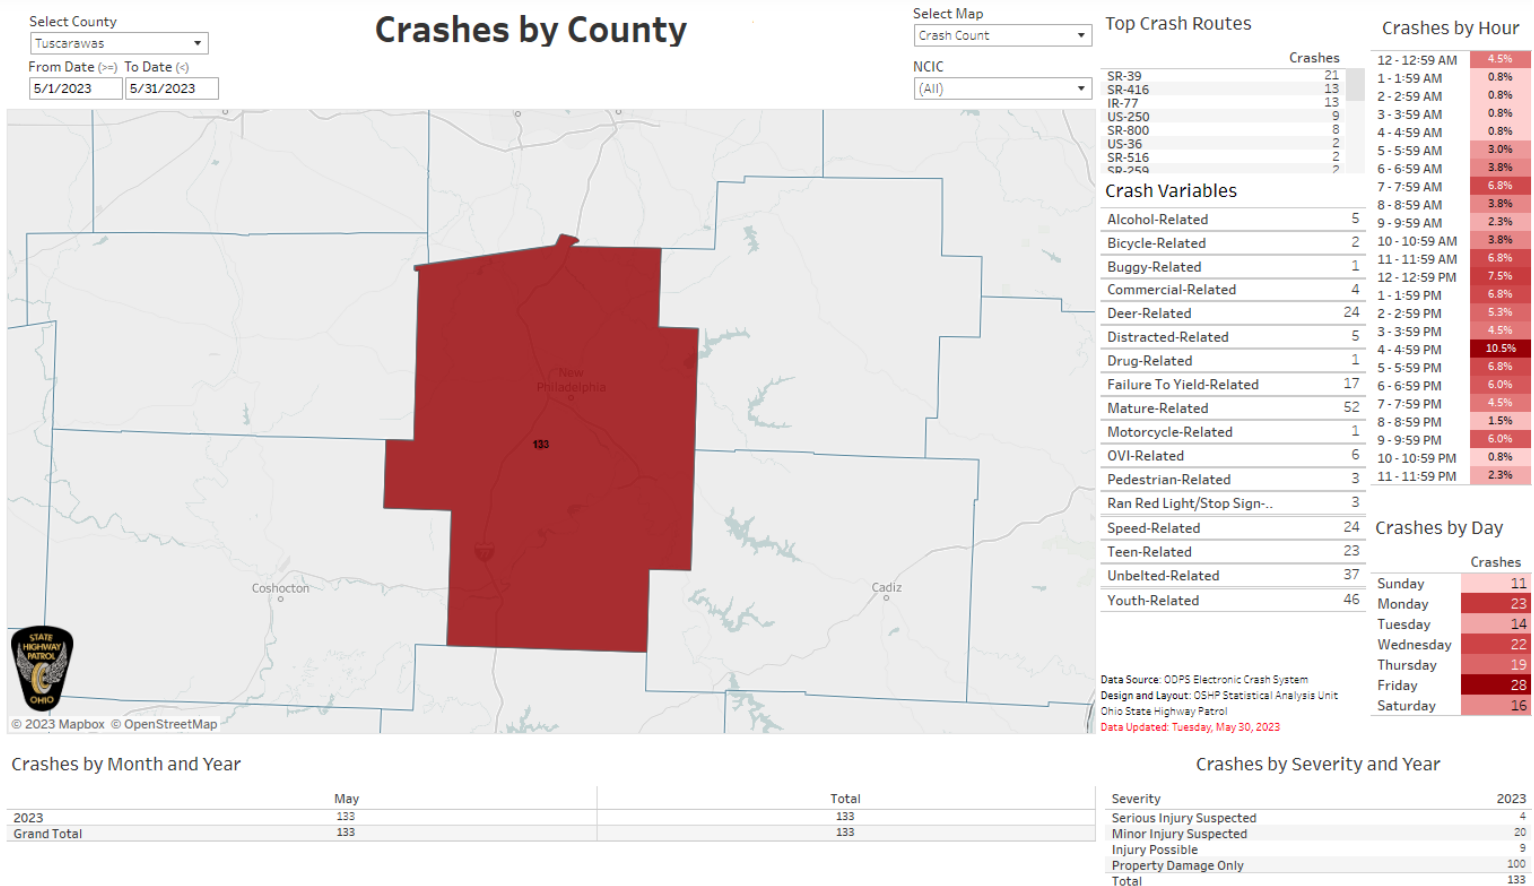 Select County
Tuscarawas
From Date (>=) To Date (<)
5/1/2023 5/31/2023
Crashes by County
Select Map
Crash Count
NCIC
(All)
New
Philadelphia
133
77
Coshocton
Cadiz
STATE
HIGHWAY
PATROL
OHIO
© 2023 Mapbox © OpenStreetMap
Top Crash Routes
Crashes
SR-39 21
SR-416 13
IR-77 13
US-250 9
SR-800 8
US-36 2
SR-516 2
SR-259 2
Crash Variables
Alcohol-Related 5
Bicycle-Related 2
Buggy-Related 1
Commercial-Related 4
Deer-Related 24
Distracted-Related 5
Drug-Related 1
Failure To Yield-Related 17
Mature-Related 52
Motorcycle-Related 1
OVI-Related 6
Pedestrian-Related 3
Ran Red Light/Stop Sign-.. 3
Speed-Related 24
Teen-Related 23
Unbelted-Related 37
Youth-Related 46
Data Source: ODPS Electronic Crash System
Design and Layout: OSHP Statistical Analysis Unit
Ohio State Highway Patrol
Data Updated: Tuesday, May 30, 2023
Crashes by Hour
12 - 12:59 AM 4.5%
1 - 1:59 AM 0.8%
2 - 2:59 AM 0.8%
3 - 3:59 AM 0.8%
4 - 4:59 AM 0.8%
5 - 5:59 AM 3.0%
6 - 6:59 AM 3.8%
7 - 7:59 AM 6.8%
8 - 8:59 AM 3.8%
9 - 9:59 AM 2.3%
10 - 10:59 AM 3.8%
11 - 11:59 AM 6.8%
12 - 12:59 PM 7.5%
1 - 1:59 PM 6.8%
2 - 2:59 PM 5.3%
3 - 3:59 PM 4.5%
4 - 4:59 PM 10.5%
5 - 5:59 PM 6.8%
6 - 6:59 PM 6.0%
7 - 7:59 PM 4.5%
8 - 8:59 PM 1.5%
9 - 9:59 PM 6.0%
10 - 10:59 PM 0.8%
11 - 11:59 PM 2.3%
Crashes by Day
Crashes
Sunday 11
Monday 23
Tuesday 14
Wednesday 22
Thursday 19
Friday 28
Saturday 16
Crashes by Month and Year
May Total
2023 133 133
Grand Total 133 133
Crashes by Severity and Year
Severity 2023
Serious Injury Suspected 4
Minor Injury Suspected 20
Injury Possible 9
Property Damage Only 100
Total 133